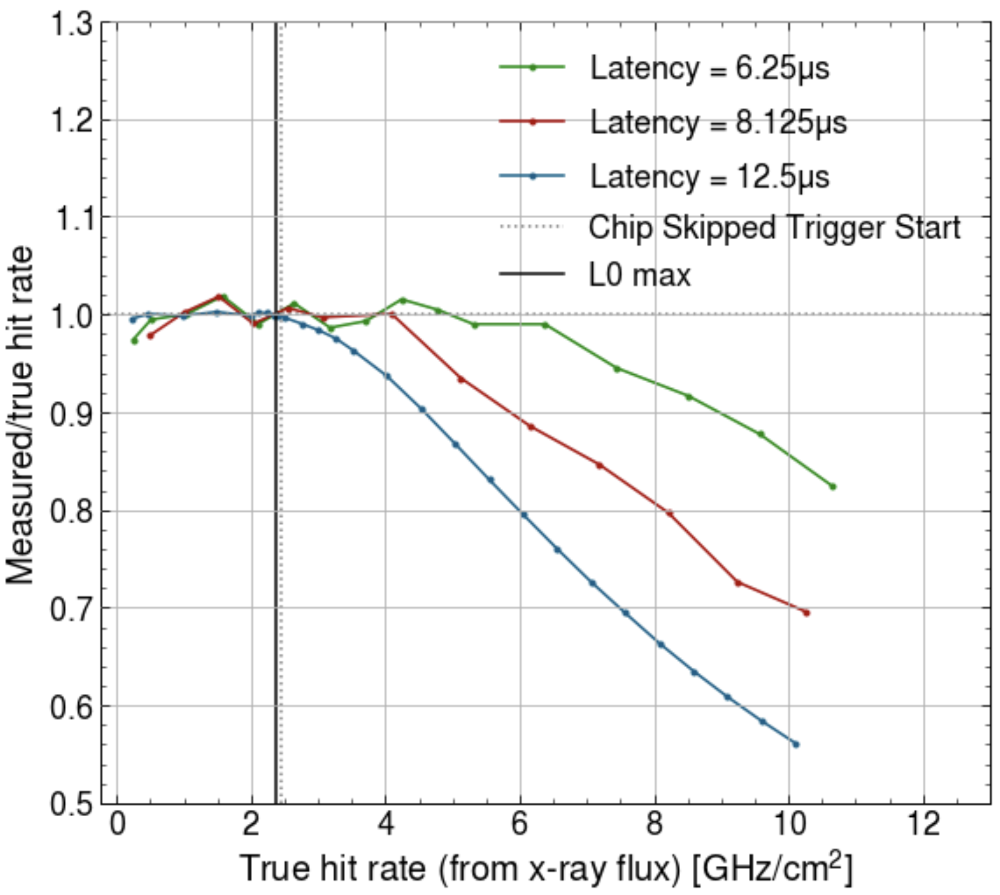 1.3
1.2
1.1
1.0
0.9
0.8
0.7
0.6
0.5
Measured/true hit rate
Latency = 6.25µs
Latency = 8.125µs
Latency = 12.5µs
Chip Skipped Trigger Start
L0 max
0 2 4 6 8 10 12
True hit rate (from x-ray flux) [GHz/cm²]